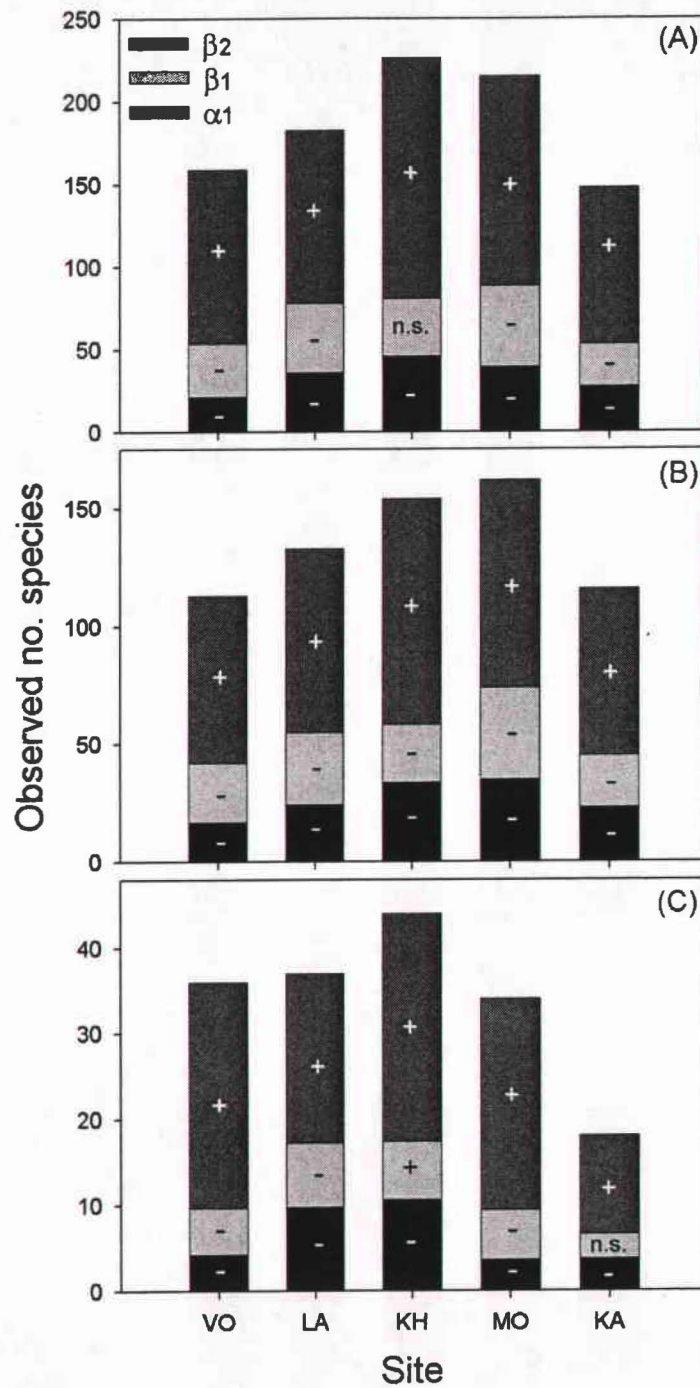 250
(A)
β2
β1
α1
200
150
100
50
0
+ + + + +
- - n.s. - -
- - - - -
Observed no. species
(B)
150
100
50
0
+ + + + +
- - - - -
- - - - -
(C)
40
30
20
10
0
+ + + + +
- - + - n.s.
- - - - -
VO LA KH MO KA
Site